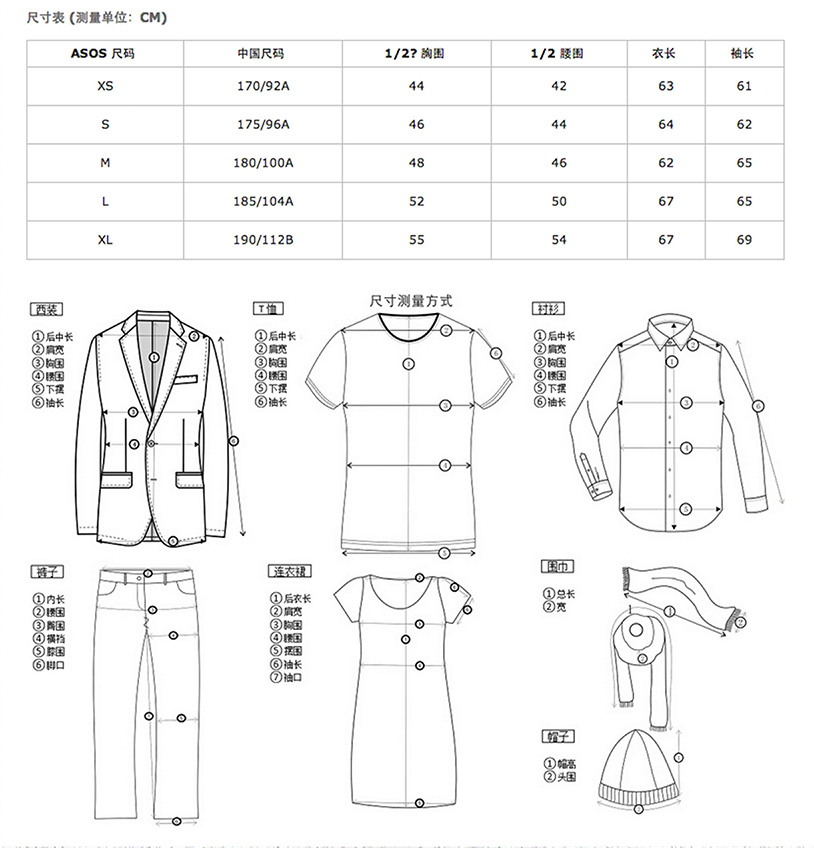 尺寸表 (测量单位：CM)
ASOS 尺码 中国尺码 1/2? 胸围 1/2 腰围 衣长 袖长
XS 170/92A 44 42 63 61
S 175/96A 46 44 64 62
M 180/100A 48 46 62 65
L 185/104A 52 50 67 65
XL 190/112B 55 54 67 69
尺寸测量方式
西装
①后中长
②肩宽
③胸围
④腰围
⑤下摆
⑥袖长
T恤
①后中长
②肩宽
③胸围
④腰围
⑤下摆
⑥袖长
衬衫
①后中长
②肩宽
③胸围
④腰围
⑤下摆
⑥袖长
裤子
①内长
②腰围
③臀围
④横裆
⑤膝围
⑥脚口
连衣裙
①后衣长
②肩宽
③胸围
④腰围
⑤摆围
⑥袖长
⑦袖口
围巾
①总长
②宽
帽子
①帽高
②头围